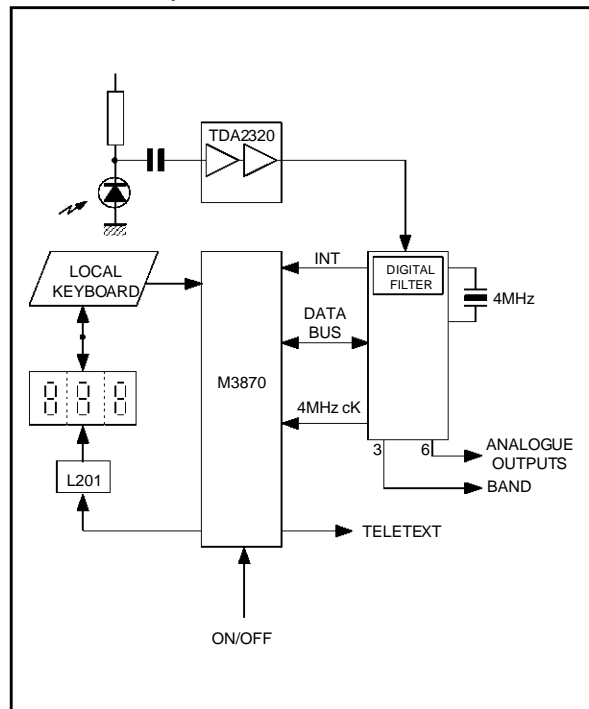 TDA2320
LOCAL
KEYBOARD
INT
DIGITAL
FILTER
4MHz
DATA
BUS
M3870
4MHz cK
3
6
ANALOGUE
OUTPUTS
BAND
L201
TELETEXT
ON/OFF